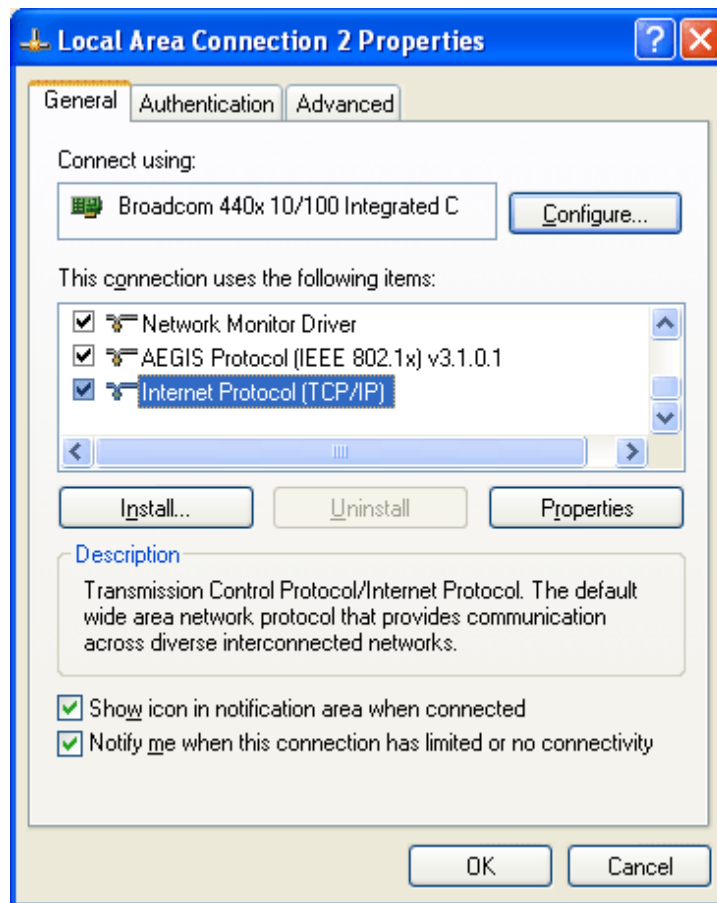 Local Area Connection 2 Properties
General Authentication Advanced
Connect using:
Broadcom 440x 10/100 Integrated C
Configure...
This connection uses the following items:
Network Monitor Driver
AEGIS Protocol (IEEE 802.1x) v3.1.0.1
Internet Protocol (TCP/IP)
Install... Uninstall Properties
Description
Transmission Control Protocol/Internet Protocol. The default
wide area network protocol that provides communication
across diverse interconnected networks.
Show icon in notification area when connected
Notify me when this connection has limited or no connectivity
OK Cancel